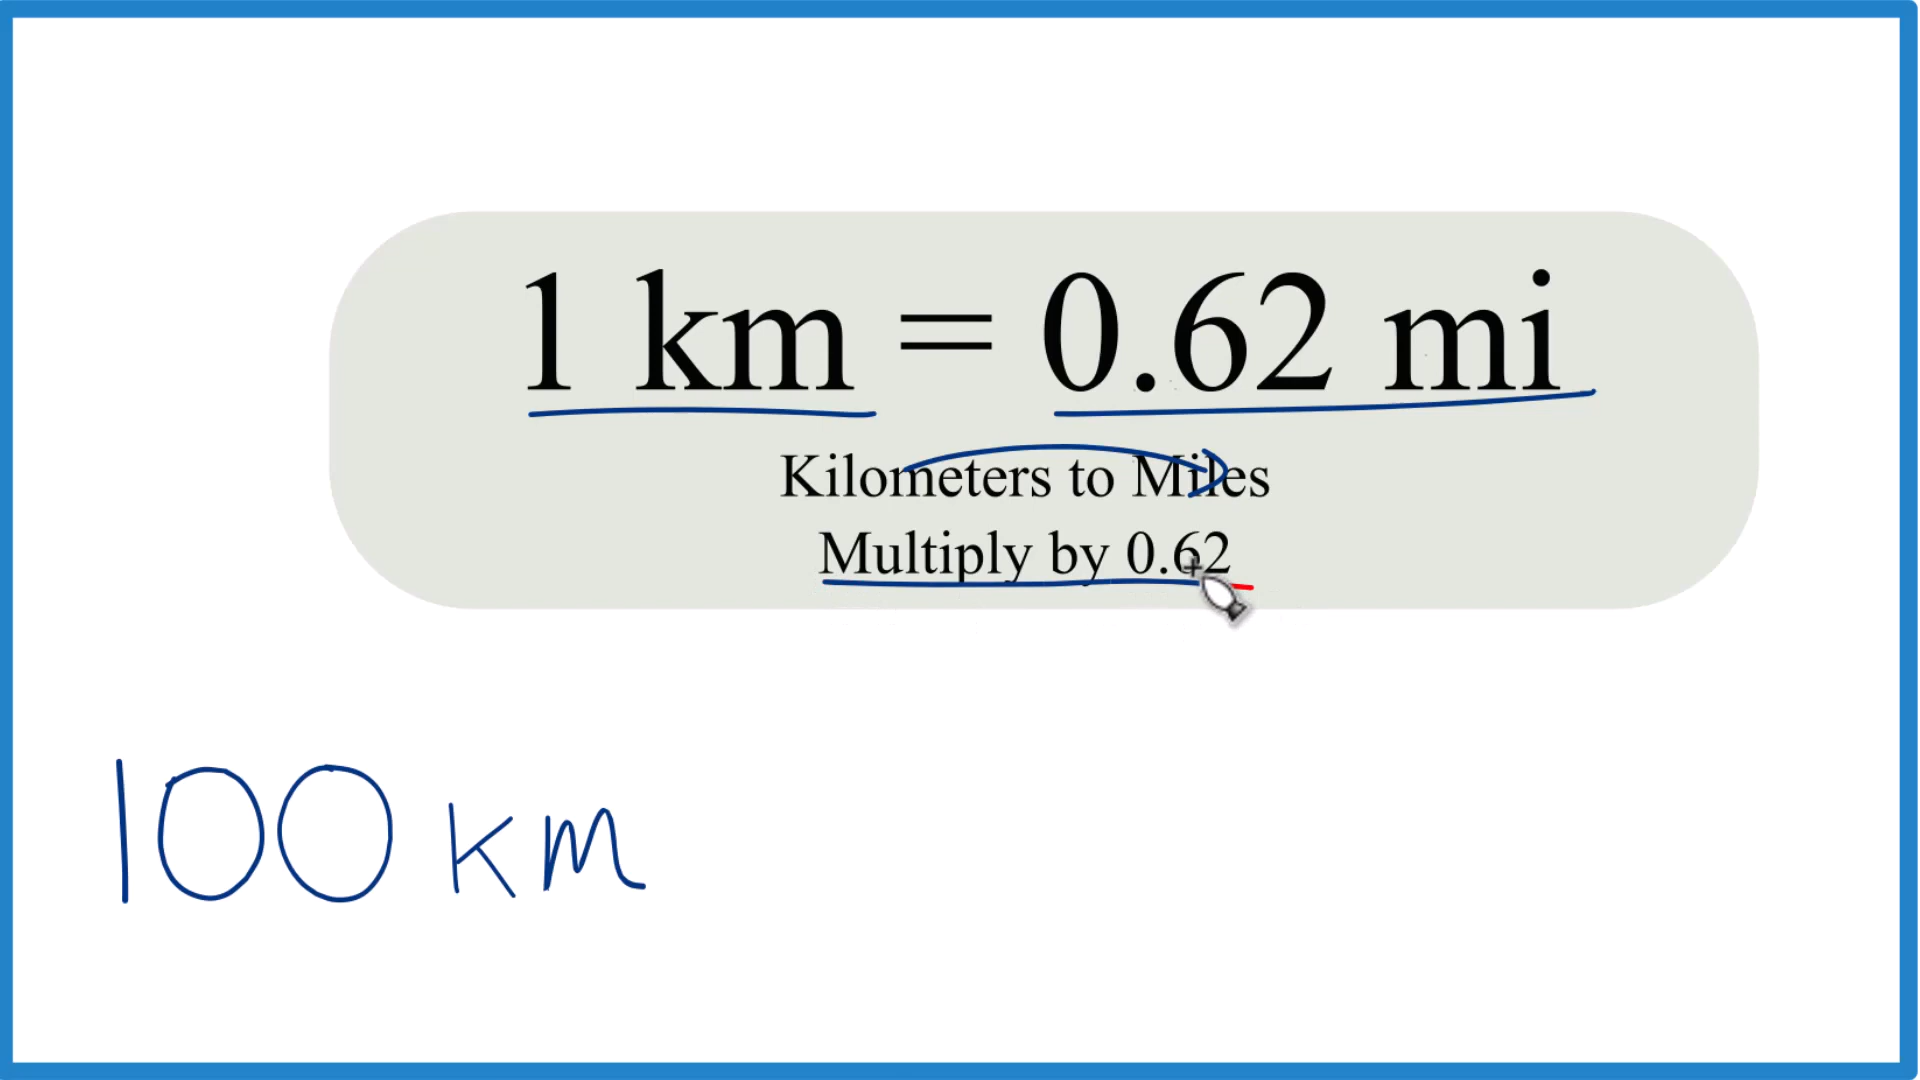 1 km = 0.62 mi
Kilometers to Miles
Multiply by 0.62
100 km